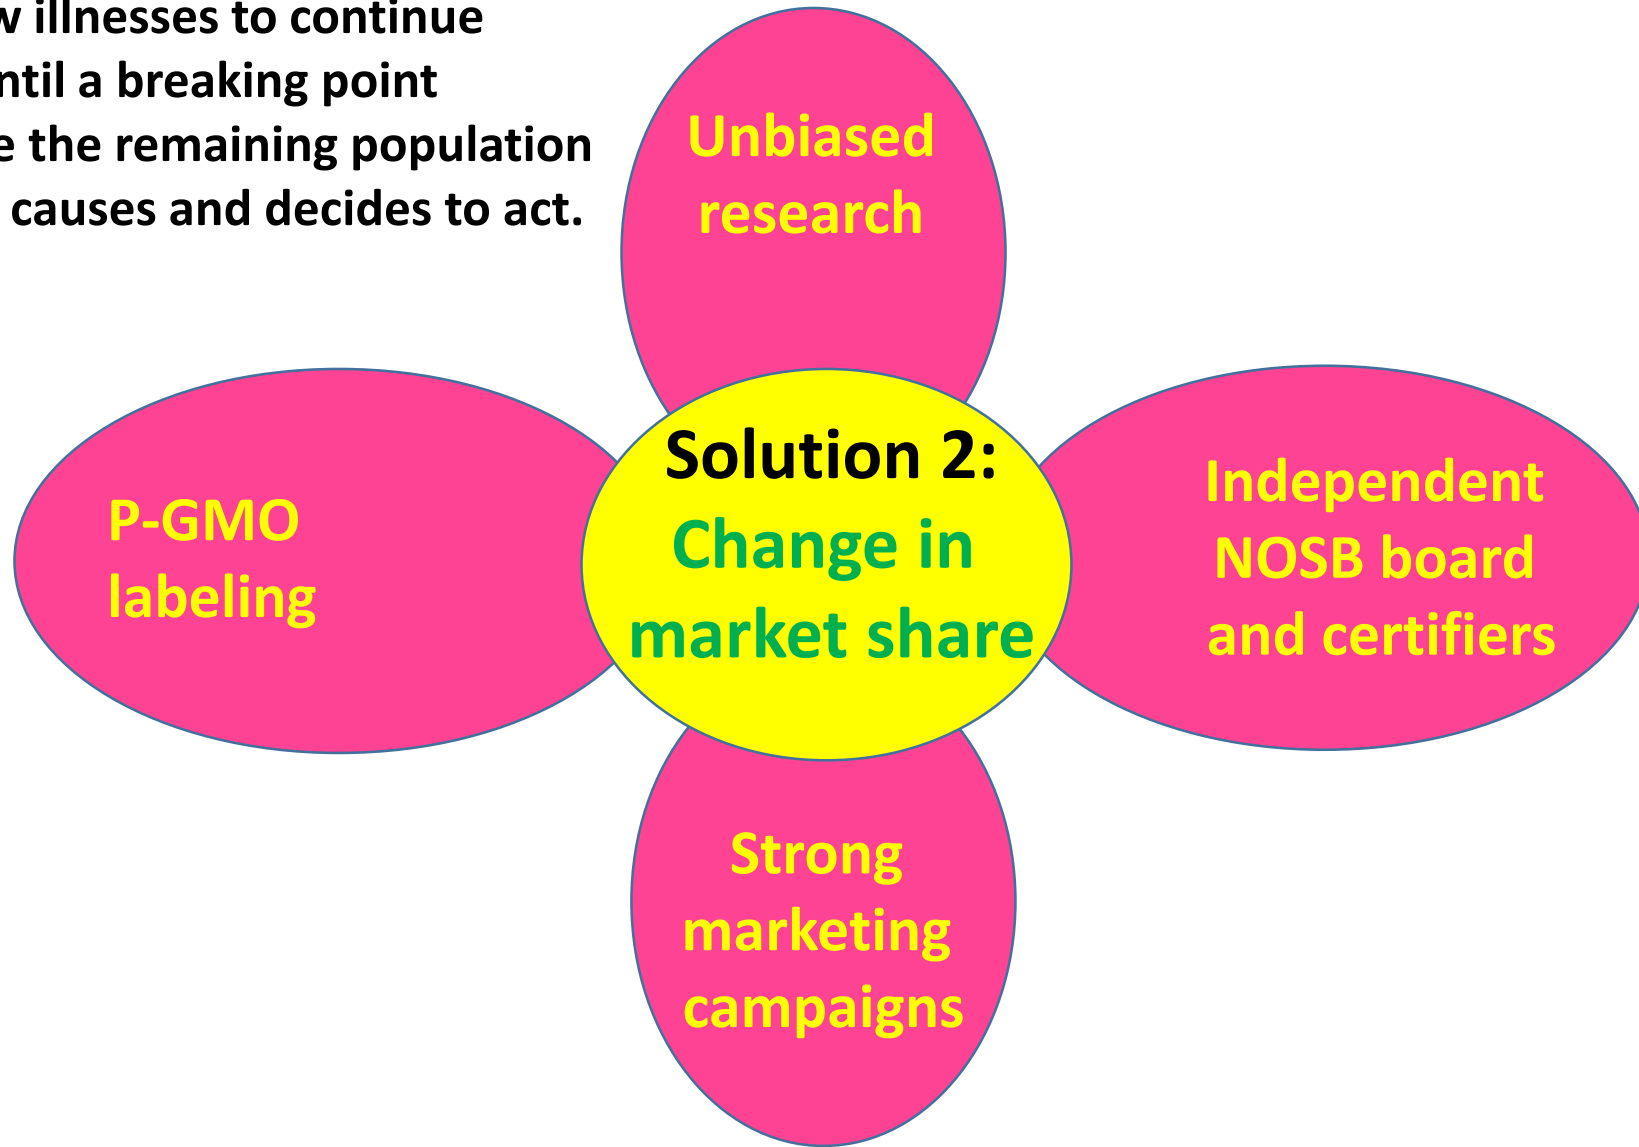 illnesses to continue
a breaking point
the remaining population
causes and decides to act.
Unbiased
research
P-GMO
labeling
Solution 2:
Change in
market share
Independent
NOSB board
and certifiers
Strong
marketing
campaigns